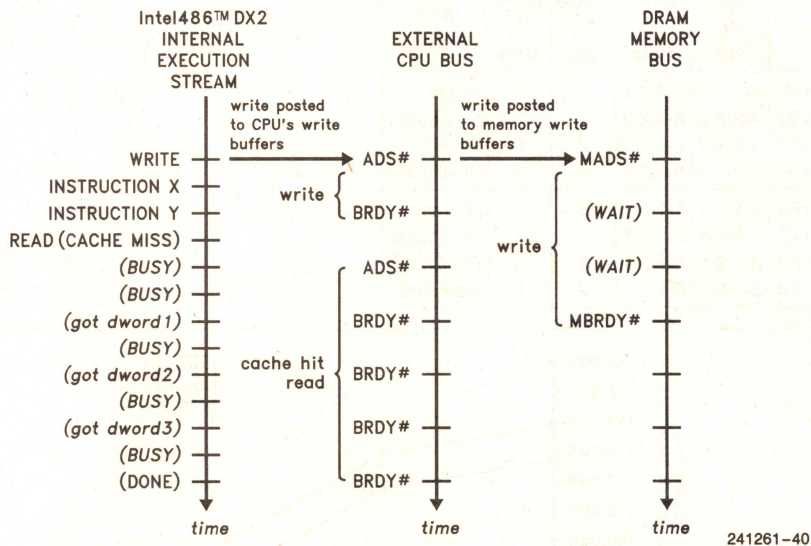 Intel486™ DX2
INTERNAL
EXECUTION
STREAM
EXTERNAL
CPU BUS
DRAM
MEMORY
BUS
write posted
to CPU's write
buffers
write posted
to memory write
buffers
WRITE
INSTRUCTION X
INSTRUCTION Y
READ (CACHE MISS)
(BUSY)
(BUSY)
(got dword1)
(BUSY)
(got dword2)
(BUSY)
(got dword3)
(BUSY)
(DONE)
time
ADS#
write
BRDY#
ADS#
BRDY#
cache hit
read
BRDY#
BRDY#
BRDY#
time
MADS#
(WAIT)
write
(WAIT)
MBRDY#
time
241261-40